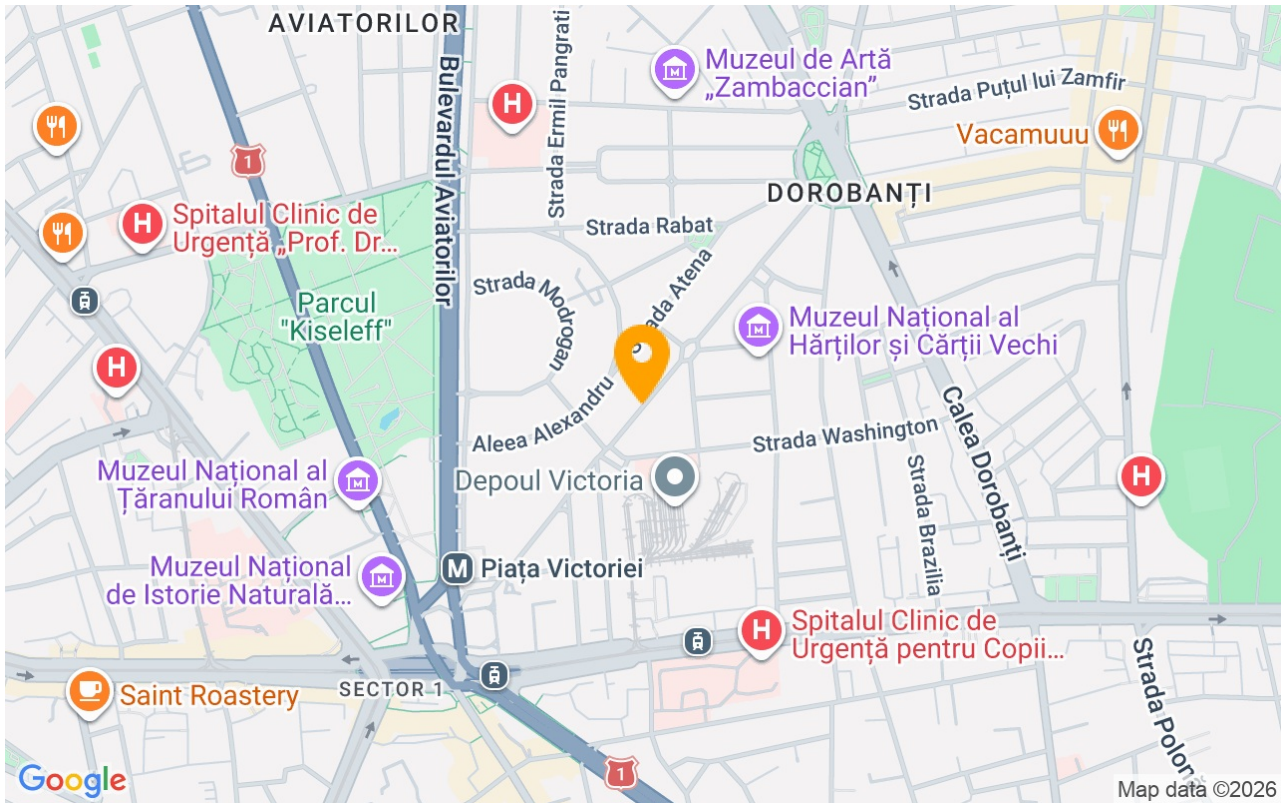 AVIATORILOR
Bulevardul Aviatorilor
Strada Ermil Pangrati
H
Muzeul de Artă
„Zambaccian”
Strada Puțul lui Zamfir
Vacamuuu
1
DOROBANȚI
H
Spitalul Clinic de
Urgență „Prof. Dr...
Strada Rabat
Parcul
"Kiseleff"
Strada Modrogan
Strada Atena
Muzeul Național al
Hărților și Cărții Vechi
H
Aleea Alexandru
Strada Washington
Calea Dorobanți
Muzeul Național al
Țăranului Român
Depoul Victoria
Strada Brazilia
H
Muzeul Național
de Istorie Naturală...
M
Piața Victoriei
H
Spitalul Clinic de
Urgență pentru Copii...
SECTOR 1
Saint Roastery
1
Google
Map data ©2026